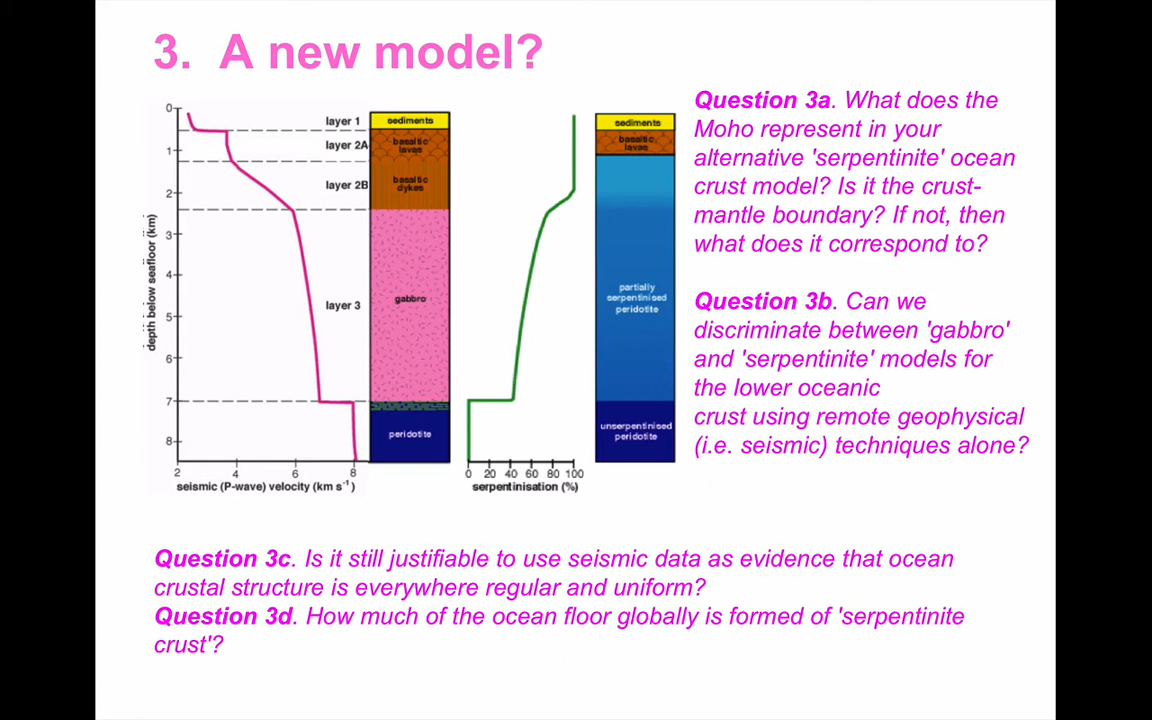 3.  A new model?
0
1
2
3
4
5
6
7
8
depth below seafloor (km)
2 4 6 8
seismic (P-wave) velocity (km s-1)
layer 1
layer 2A
layer 2B
layer 3
sediments
basaltic
lavas
basaltic
dykes
gabbro
peridotite
0 20 40 60 80 100
serpentinisation (%)
sediments
basaltic
lavas
partially
serpentinised
peridotite
unserpentinised
peridotite
Question 3a. What does the
Moho represent in your
alternative 'serpentinite' ocean
crust model? Is it the crust-
mantle boundary? If not, then
what does it correspond to?
Question 3b. Can we
discriminate between 'gabbro'
and 'serpentinite' models for
the lower oceanic
crust using remote geophysical
(i.e. seismic) techniques alone?
Question 3c. Is it still justifiable to use seismic data as evidence that ocean
crustal structure is everywhere regular and uniform?
Question 3d. How much of the ocean floor globally is formed of 'serpentinite
crust'?